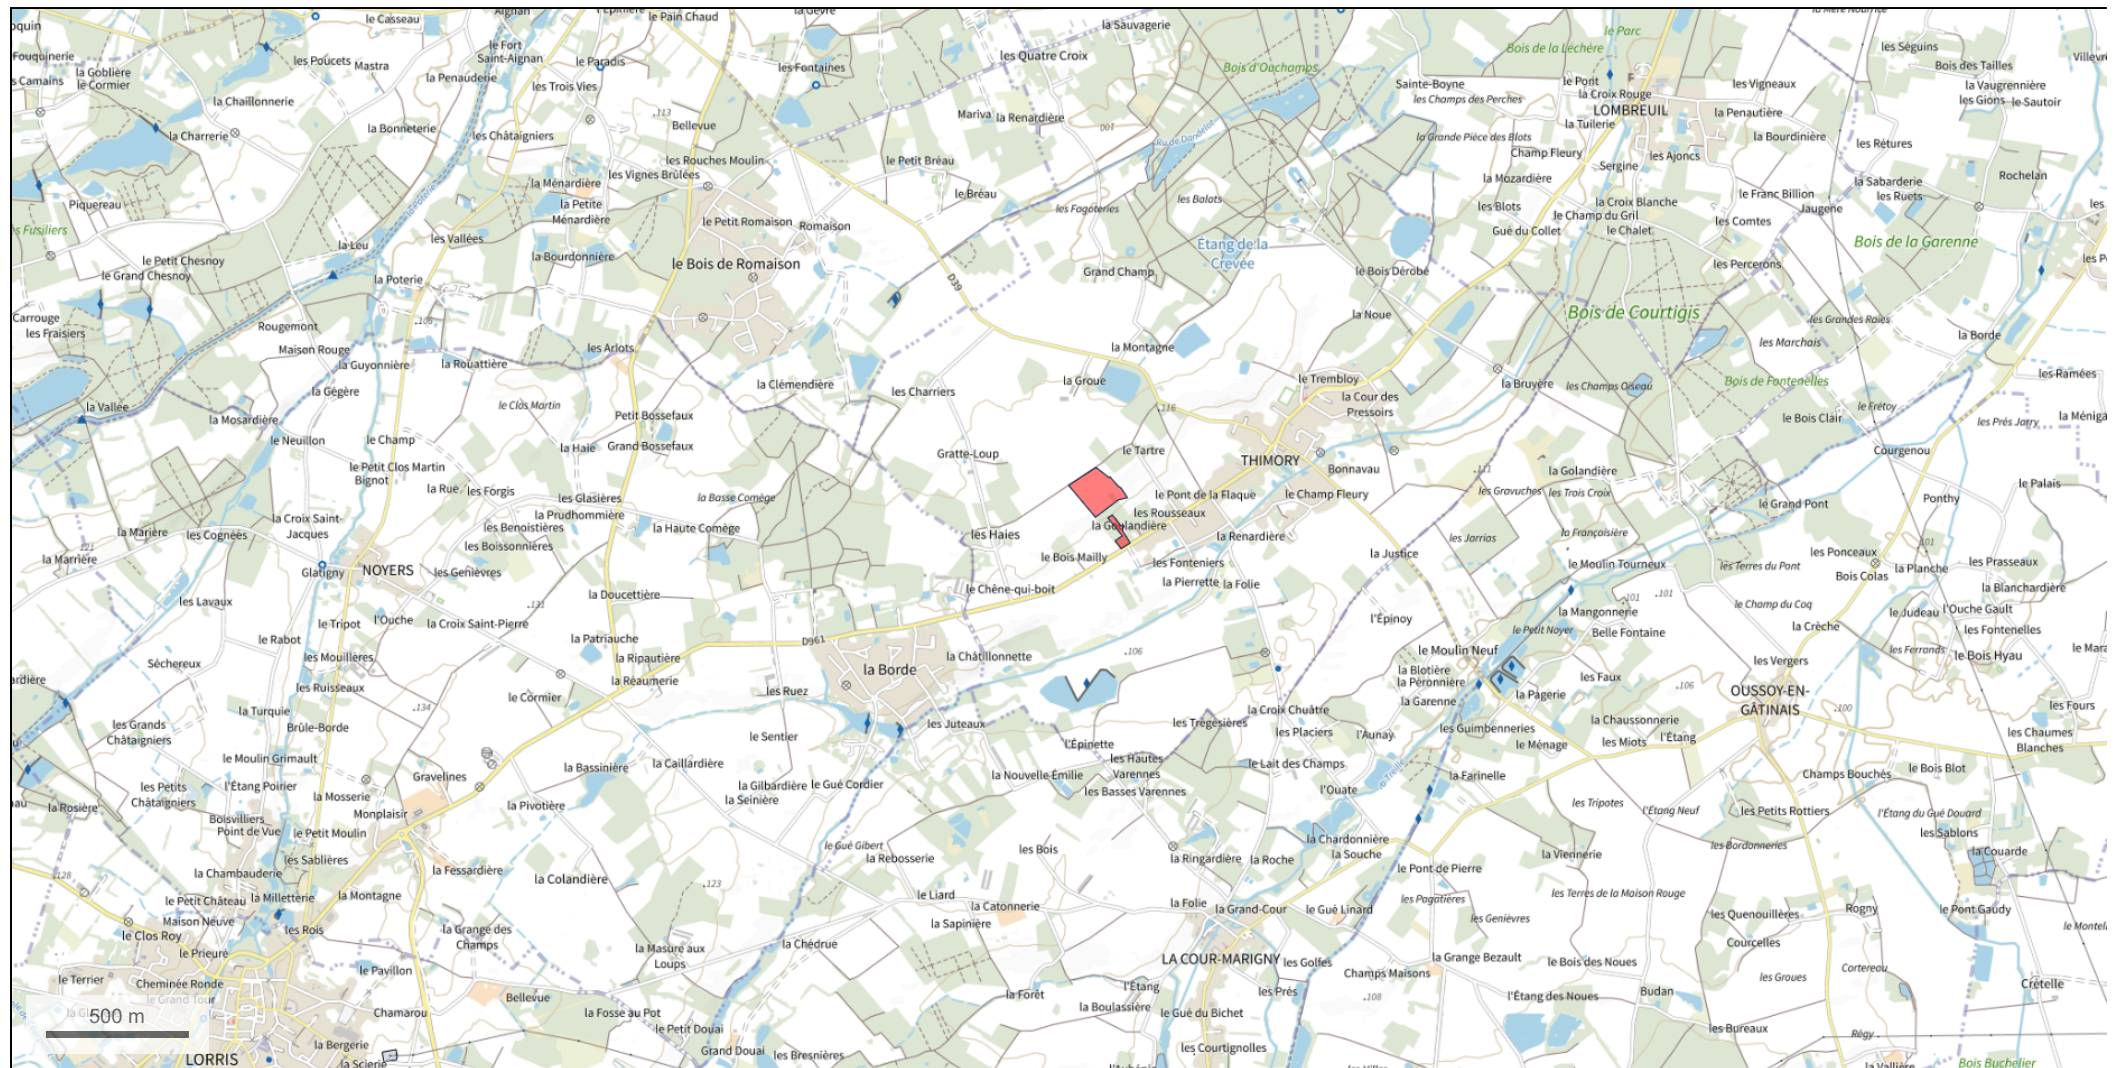 le Casseau
le Pain Chaud
la Sauvagerie
le Parc
Bois de la Léchère
les Séguins
Fouquinerie
les Poucets
Mastra
le Fort
Saint-Aignan
le Paradis
les Fontaines
les Quatre Croix
Bois d'Ouchamps
Bois des Tailles
la Goblière
le Cormier
la Penauderie
les Trois Vies
Sainte-Boyne
les Champs des Perches
le Pont
la Croix Rouge
les Vigneaux
la Vaugrennière
les Gions
le Sautoir
la Chaillonnerie
LOMBREUIL
la Penautière
la Charrerie
la Bonneterie
les Châtaigniers
.113
Bellevue
Mariva
la Renardière
Ru de Dandelet
la Grande Pièce des Blots
la Tuilerie
la Bourdinière
les Rétures
les Rouches Moulin
les Vignes Brûlées
le Petit Bréau
Champ Fleury
Sergine
les Ajoncs
la Ménardière
la Petite
Ménardière
le Bréau
les Fagoteries
les Balats
la Mozardière
le Franc Billion
la Sabarderie
les Ruets
Rochelan
Piquereau
le Petit Romaison
Romaison
les Blots
la Croix Blanche
le Champ du Gril
Jaugene
les Comtes
la Leu
les Vallées
Gué du Collet
le Chalet
Bois de la Garenne
la Bourdonnière
le Bois de Romaison
Etang de la
Crevée
Grand Champ
le Bois Dérobé
les Percerons
le Petit Chesnoy
le Grand Chesnoy
la Poterie
D39
Carrouge
les Fraisiers
Rougemont
la Noue
Bois de Courtigis
les Grandes Raies
la Borde
Maison Rouge
la Guyonnière
la Rouattière
les Arlots
la Montagne
les Marchais
la Gégère
la Clémendière
les Charriers
la Groue
le Trembloy
la Bruyère
les Champs Oiseau
Bois de Fontenelles
les Ramées
la Vallée
la Mosardière
le Clos Martin
Petit Bossefaux
.116
la Cour des
Pressoirs
le Bois Clair
le Frétoy
les Prés Jarry
le Neuillon
le Champ
la Haie
Grand Bossefaux
Gratte-Loup
le Tartre
THIMORY
Bonnavau
Courgenou
le Petit Clos Martin
Bignot
la Rue
les Forgis
les Glasières
la Prudhommière
la Basse Comège
le Pont de la Flaque
le Champ Fleury
.111
la Golandière
les Gravuches
les Trois Croix
le Grand Pont
Ponthy
le Palais
la Marière
les Cognées
la Croix Saint-
Jacques
les Benoistières
les Boissonnières
la Haute Comège
les Haies
les Rousseaux
la Renardière
la Françoisière
les Jarrias
121
la Marrière
Glatigny
NOYERS
les Genièvres
le Bois Mailly
les Fonteniers
la Pierrette
la Folie
la Justice
le Moulin Tourneux
les Terres du Pont
les Ponceaux
Bois Colas
101
la Planche
les Prasseaux
la Blanchardière
les Lavaux
la Doucettière
le Chêne-qui-boit
.131
le Tripot
l'Ouche
la Croix Saint-Pierre
la Mangonnerie
le Champ du Coq
le Judeau
l'Ouche Gault
le Rabot
la Patriauche
D961
l'Épinoy
le Petit Noyer
Belle Fontaine
la Crèche
les Fontenelles
Séchereux
les Mouillères
la Ripautière
la Borde
la Châtillonnette
.106
le Moulin Neuf
la Blotière
la Péronnière
les Vergers
les Ferrands
le Bois Hyau
les Ruisseaux
le Cormier
la Réaumerie
les Ruez
la Garenne
la Pagerie
les Faux
.106
OUSSOY-EN-
GÂTINAIS
la Turquie
.134
les Juteaux
les Trégésières
la Croix Chuâtre
la Chaussonnerie
.100
les Fours
les Grands
Châtaigniers
Brûle-Borde
le Sentier
l'Épinette
les Placiers
l'Aunay
les Guimbenneries
le Ménage
les Miots
l'Étang
les Chaumes
Blanches
le Moulin Grimault
Gravelines
la Bassinière
la Caillardière
les Hautes
Varennes
le Lait des Champs
la Farinelle
Champs Bouchés
le Bois Blot
les Petits
Châtaigniers
l'Étang Poirier
la Mosserie
la Gilbardière
la Seinière
le Gué Cordier
la Nouvelle Emilie
les Basses Varennes
l'Ouate
la Rosière
Boisvilliers
Point de Vue
Monplaisir
la Pivotière
les Tripotes
l'Étang Neuf
les Petits Rottiers
l'Étang du Gué Douard
le Petit Moulin
le Gué Gibert
la Rebosserie
les Bois
la Chardonnière
la Souche
les Bordonneries
les Sablons
les Sablières
la Ringardière
la Roche
la Viennerie
la Couarde
la Chambauderie
la Fessardière
la Colandière
.123
le Pont de Pierre
.128
le Petit Château
la Milletterie
la Montagne
le Liard
la Catonnerie
la Folie
la Grand-Cour
le Gué Linard
les Pagatières
les Terres de la Maison Rouge
Maison Neuve
le Clos Roy
les Rois
la Sapinière
les Genièvres
les Quenouillères
Rogny
le Pont Gaudy
le Prieuré
la Grange des
Champs
la Masure aux
Loups
la Chédrue
LA COUR-MARIGNY
les Golfes
Champs Maisons
la Grange Bezault
le Bois des Noues
Courcelles
Cortereau
le Terrier
Cheminée Ronde
le Grand Tour
le Pavillon
Bellevue
la Forêt
l'Étang
les Prés
.108
l'Étang des Noues
Budan
les Groues
Crételle
500 m
Chamarou
la Fosse au Pot
la Boulassière
le Gué du Bichet
le Petit Douai
les Bureaux
Régy
LORRIS
la Bergerie
la Scierie
Grand Douai
les Bresnières
les Courtignolles
Bois Buchelier
la Vallière